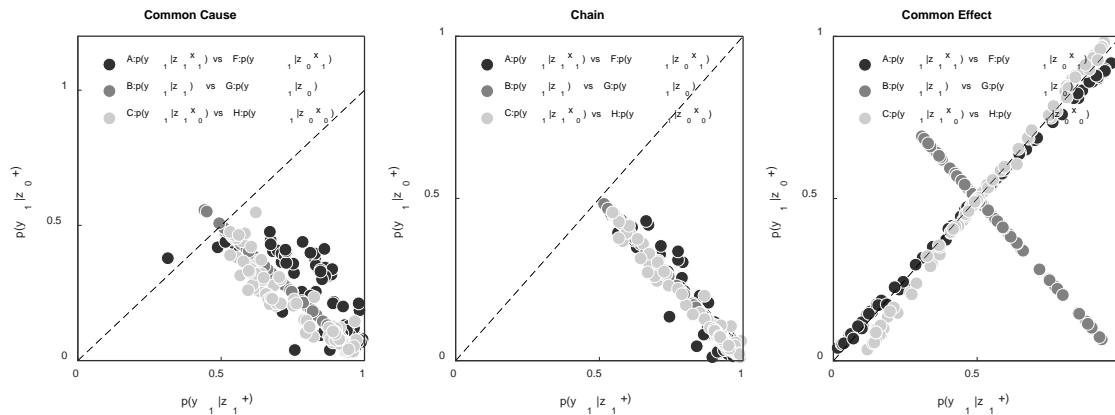 Common Cause
1
A:p(y 1 |z 1 x 1 ) vs F:p(y 1 |z 0 x 1 )
B:p(y 1 |z 1 ) vs G:p(y 1 |z 0 )
C:p(y 1 |z 1 x 0 ) vs H:p(y 1 |z 0 x 0 )
0.5
0
0 0.5 1
p(y 1 |z 0 +)
p(y 1 |z 1 +)
Chain
1
A:p(y 1 |z 1 x 1 ) vs F:p(y 1 |z 0 x 1 )
B:p(y 1 |z 1 ) vs G:p(y 1 |z 0 )
C:p(y 1 |z 1 x 0 ) vs H:p(y 1 |z 0 x 0 )
0.5
0
0 0.5 1
p(y 1 |z 0 +)
p(y 1 |z 1 +)
Common Effect
1
A:p(y 1 |z 1 x 1 ) vs F:p(y 1 |z 0 x 1 )
B:p(y 1 |z 1 ) vs G:p(y 1 |z 0 )
C:p(y 1 |z 1 x 0 ) vs H:p(y 1 |z 0 x 0 )
0.5
0
0 0.5 1
p(y 1 |z 0 +)
p(y 1 |z 1 +)